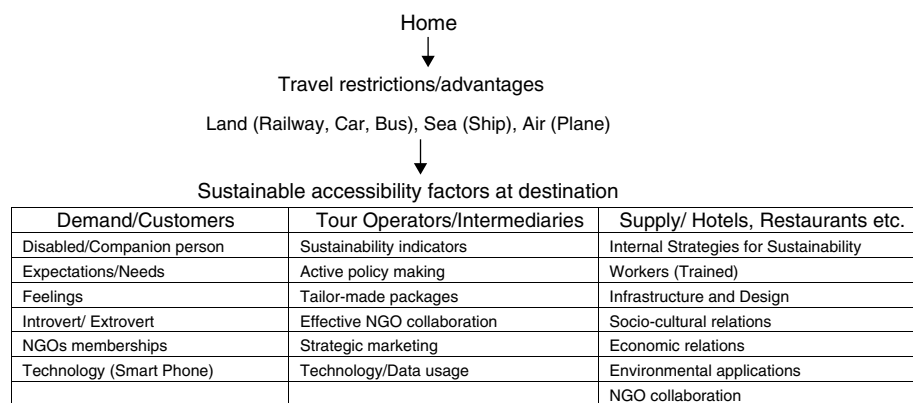 Home
Travel restrictions/advantages
Land (Railway, Car, Bus), Sea (Ship), Air (Plane)
Sustainable accessibility factors at destination
Demand/Customers Tour Operators/Intermediaries Supply/ Hotels, Restaurants etc.
Disabled/Companion person Sustainability indicators Internal Strategies for Sustainability
Expectations/Needs Active policy making Workers (Trained)
Feelings Tailor-made packages Infrastructure and Design
Introvert/ Extrovert Effective NGO collaboration Socio-cultural relations
NGOs memberships Strategic marketing Economic relations
Technology (Smart Phone) Technology/Data usage Environmental applications
NGO collaboration